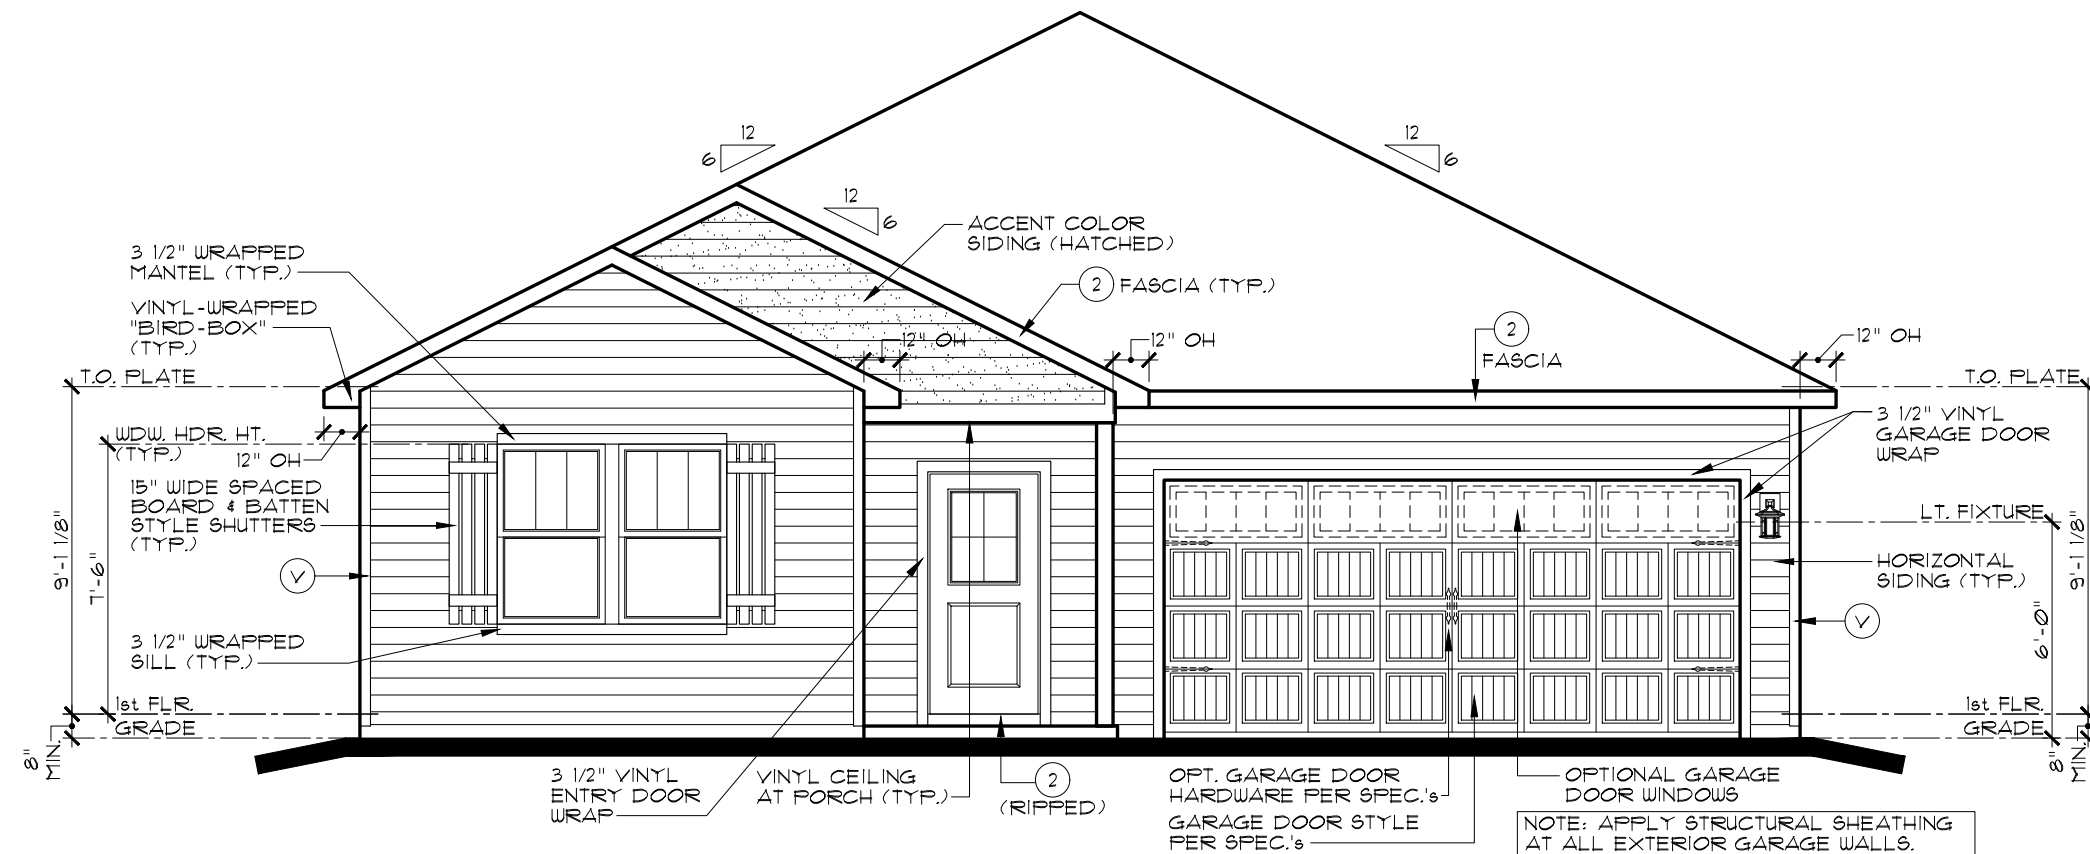 12
6
12
6
12
6
ACCENT COLOR
SIDING (HATCHED)
3 1/2" WRAPPED
MANTEL (TYP.)
2 FASCIA (TYP.)
VINYL-WRAPPED
"BIRD-BOX"
(TYP.)
12" OH
12" OH
2
FASCIA
12" OH
T.O. PLATE
T.O. PLATE
3 1/2" VINYL
GARAGE DOOR
WRAP
WDW. HDR. HT.
(TYP.)
12" OH
15" WIDE SPACED
BOARD & BATTEN
STYLE SHUTTERS
(TYP.)
LT. FIXTURE
9'-1 1/8"
7'-6"
V
HORIZONTAL
SIDING (TYP.)
9'-1 1/8"
6'-0"
V
3 1/2" WRAPPED
SILL (TYP.)
1st FLR.
GRADE
1st FLR.
GRADE
8"
MIN.
8"
MIN.
3 1/2" VINYL
ENTRY DOOR
WRAP
VINYL CEILING
AT PORCH (TYP.)
2
(RIPPED)
OPT. GARAGE DOOR
HARDWARE PER SPEC.'s
GARAGE DOOR STYLE
PER SPEC.'s
OPTIONAL GARAGE
DOOR WINDOWS
NOTE: APPLY STRUCTURAL SHEATHING
AT ALL EXTERIOR GARAGE WALLS.